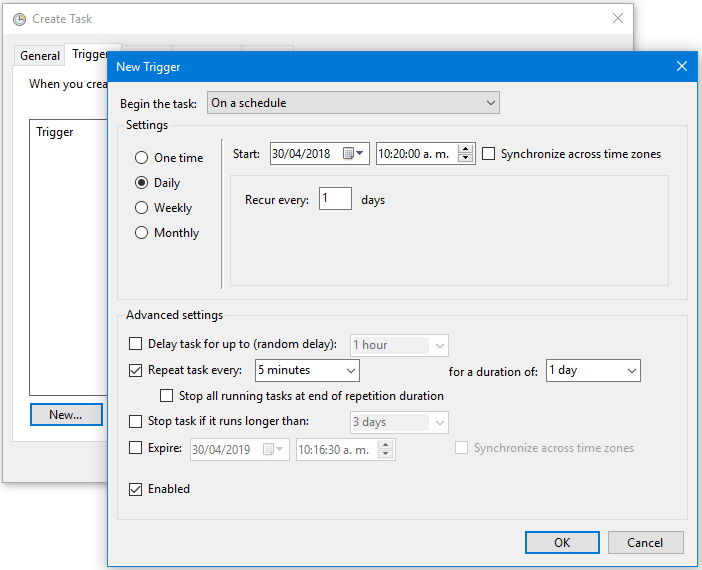 Create Task
General
Trigger
New Trigger
When you crea
Begin the task: On a schedule
Trigger
Settings
One time
Start: 30/04/2018 10:20:00 a. m. Synchronize across time zones
Daily
Recur every: 1 days
Weekly
Monthly
Advanced settings
Delay task for up to (random delay): 1 hour
Repeat task every: 5 minutes for a duration of: 1 day
Stop all running tasks at end of repetition duration
New...
Stop task if it runs longer than: 3 days
Expire: 30/04/2019 10:16:30 a. m. Synchronize across time zones
Enabled
OK Cancel